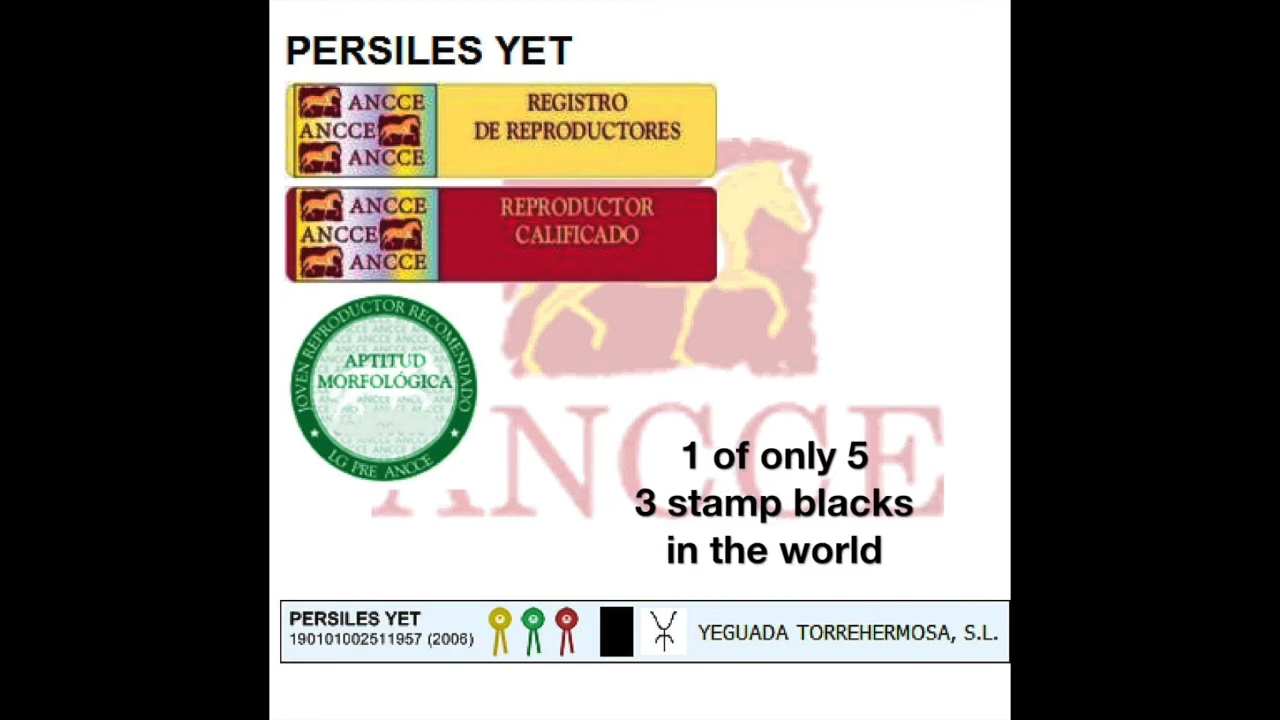 PERSILES YET
ANCCE
ANCCE
ANCCE
REGISTRO
DE REPRODUCTORES
ANCCE
ANCCE
ANCCE
REPRODUCTOR
CALIFICADO
JOVEN REPRODUCTOR RECOMENDADO
APTITUD
MORFOLÓGICA
LG PRE ANCCE
ANCCE
1 of only 5
3 stamp blacks
in the world
PERSILES YET
190101002511957 (2006)
YEGUADA TORREHERMOSA, S.L.